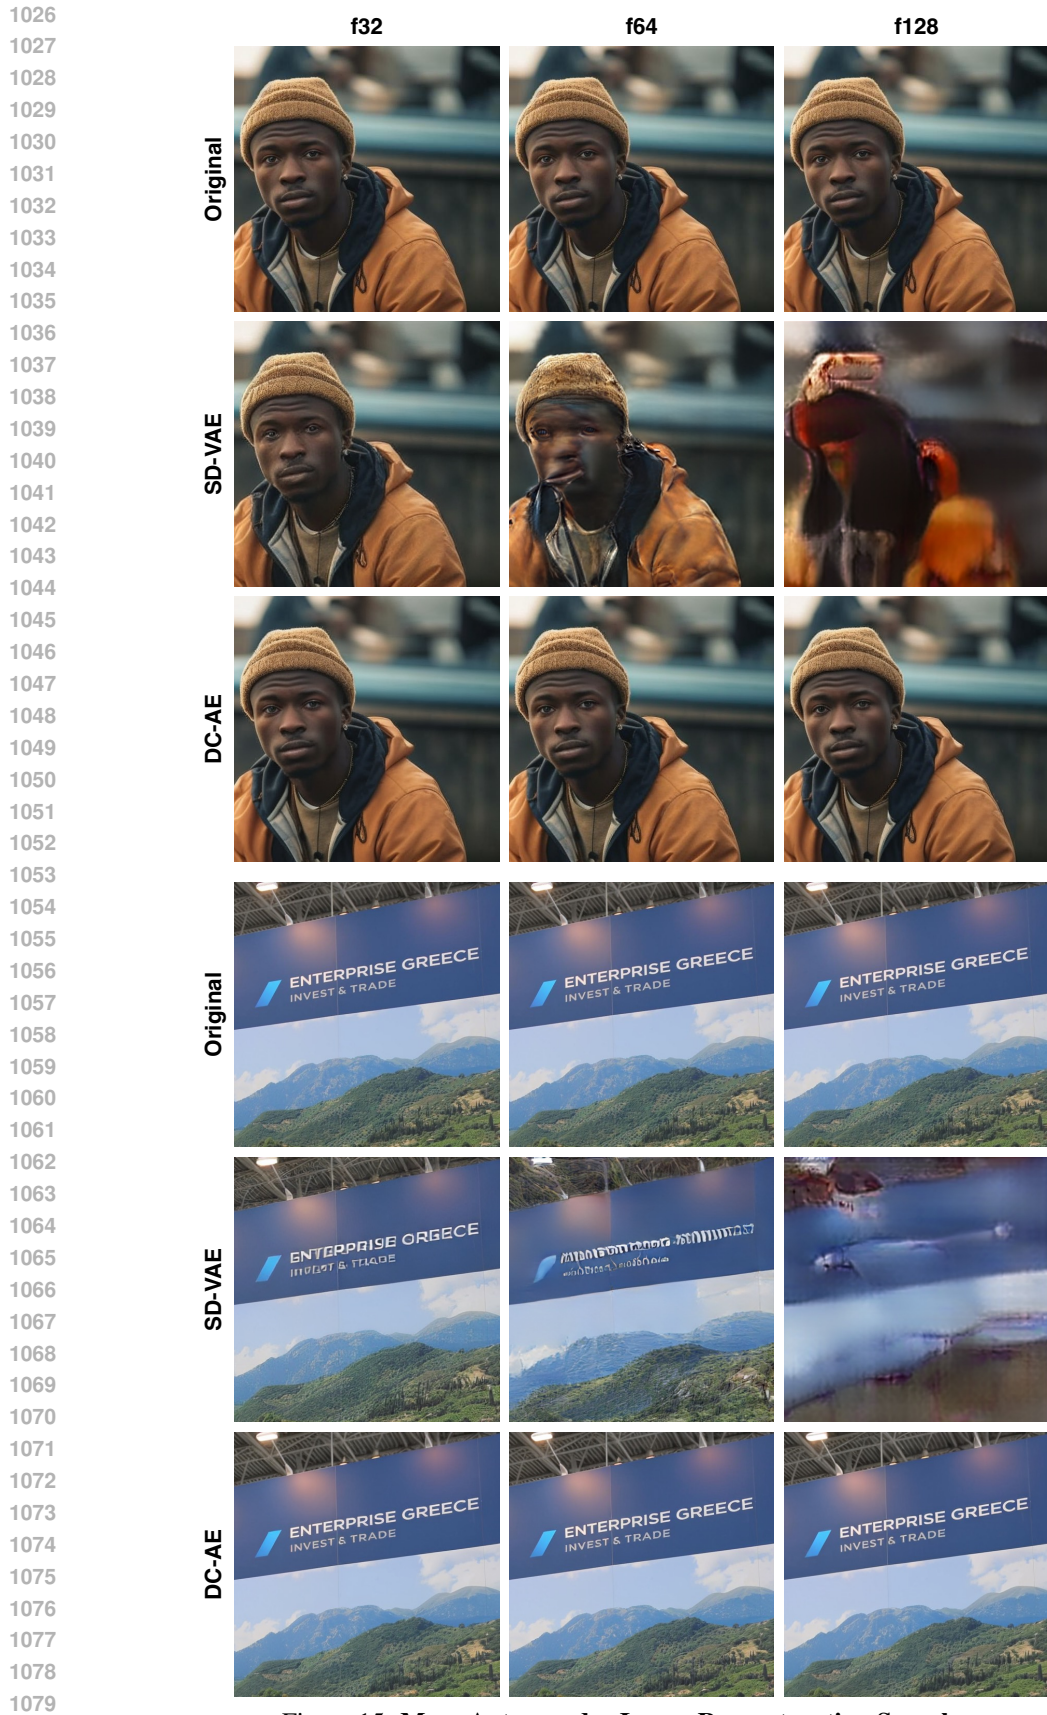 f32 f64 f128
1026
1027
1028
1029
1030
1031
1032
1033
1034
1035
Original
1036
1037
1038
1039
1040
1041
1042
1043
1044
SD-VAE
1045
1046
1047
1048
1049
1050
1051
1052
DC-AE
1053
1054
1055
1056
1057
1058
1059
1060
1061
Original
ENTERPRISE GREECE
INVEST & TRADE
ENTERPRISE GREECE
INVEST & TRADE
ENTERPRISE GREECE
INVEST & TRADE
1062
1063
1064
1065
1066
1067
1068
1069
1070
SD-VAE
1071
1072
1073
1074
1075
1076
1077
1078
1079
DC-AE
ENTERPRISE GREECE
INVEST & TRADE
ENTERPRISE GREECE
INVEST & TRADE
ENTERPRISE GREECE
INVEST & TRADE